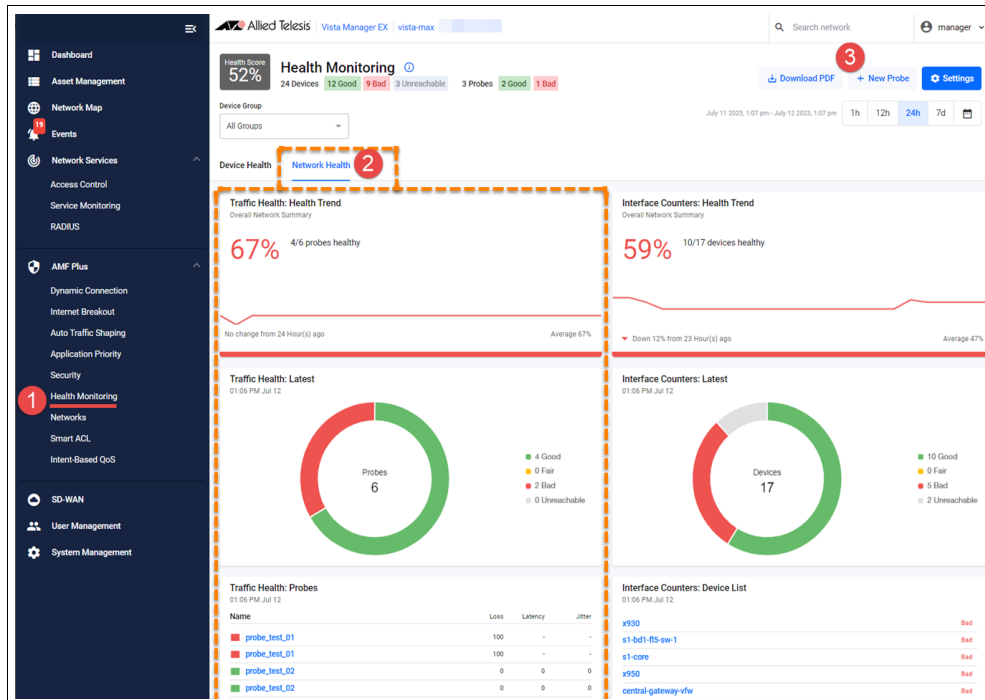 Allied Telesis
Vista Manager EX
vista-max
Search network
manager
Dashboard
Asset Management
Network Map
19
Events
Network Services
Access Control
Service Monitoring
RADIUS
AMF Plus
Dynamic Connection
Internet Breakout
Auto Traffic Shaping
Application Priority
Security
1
Health Monitoring
Networks
Smart ACL
Intent-Based QoS
SD-WAN
User Management
System Management
Health Score
52%
Health Monitoring
24 Devices 12 Good 9 Bad 3 Unreachable 3 Probes 2 Good 1 Bad
3
Download PDF
+ New Probe
Settings
Device Group
All Groups
July 11 2023, 1:07 pm - July 12 2023, 1:07 pm
1h 12h 24h 7d
Device Health
Network Health
2
Traffic Health: Health Trend
Overall Network Summary
67%
4/6 probes healthy
No change from 24 Hour(s) ago
Average 67%
Interface Counters: Health Trend
Overall Network Summary
59%
10/17 devices healthy
Down 12% from 23 Hour(s) ago
Average 47%
Traffic Health: Latest
01:06 PM Jul 12
Probes
6
4 Good
0 Fair
2 Bad
0 Unreachable
Interface Counters: Latest
01:06 PM Jul 12
Devices
17
10 Good
0 Fair
5 Bad
2 Unreachable
Traffic Health: Probes
01:06 PM Jul 12
Name Loss Latency Jitter
probe_test_01 100 - -
probe_test_01 100 - -
probe_test_02 0 0 0
probe_test_02 0 0 0
Interface Counters: Device List
01:06 PM Jul 12
x930 Bad
s1-bd1-fl5-sw-1 Bad
s1-core Bad
x950 Bad
central-gateway-vfw Bad